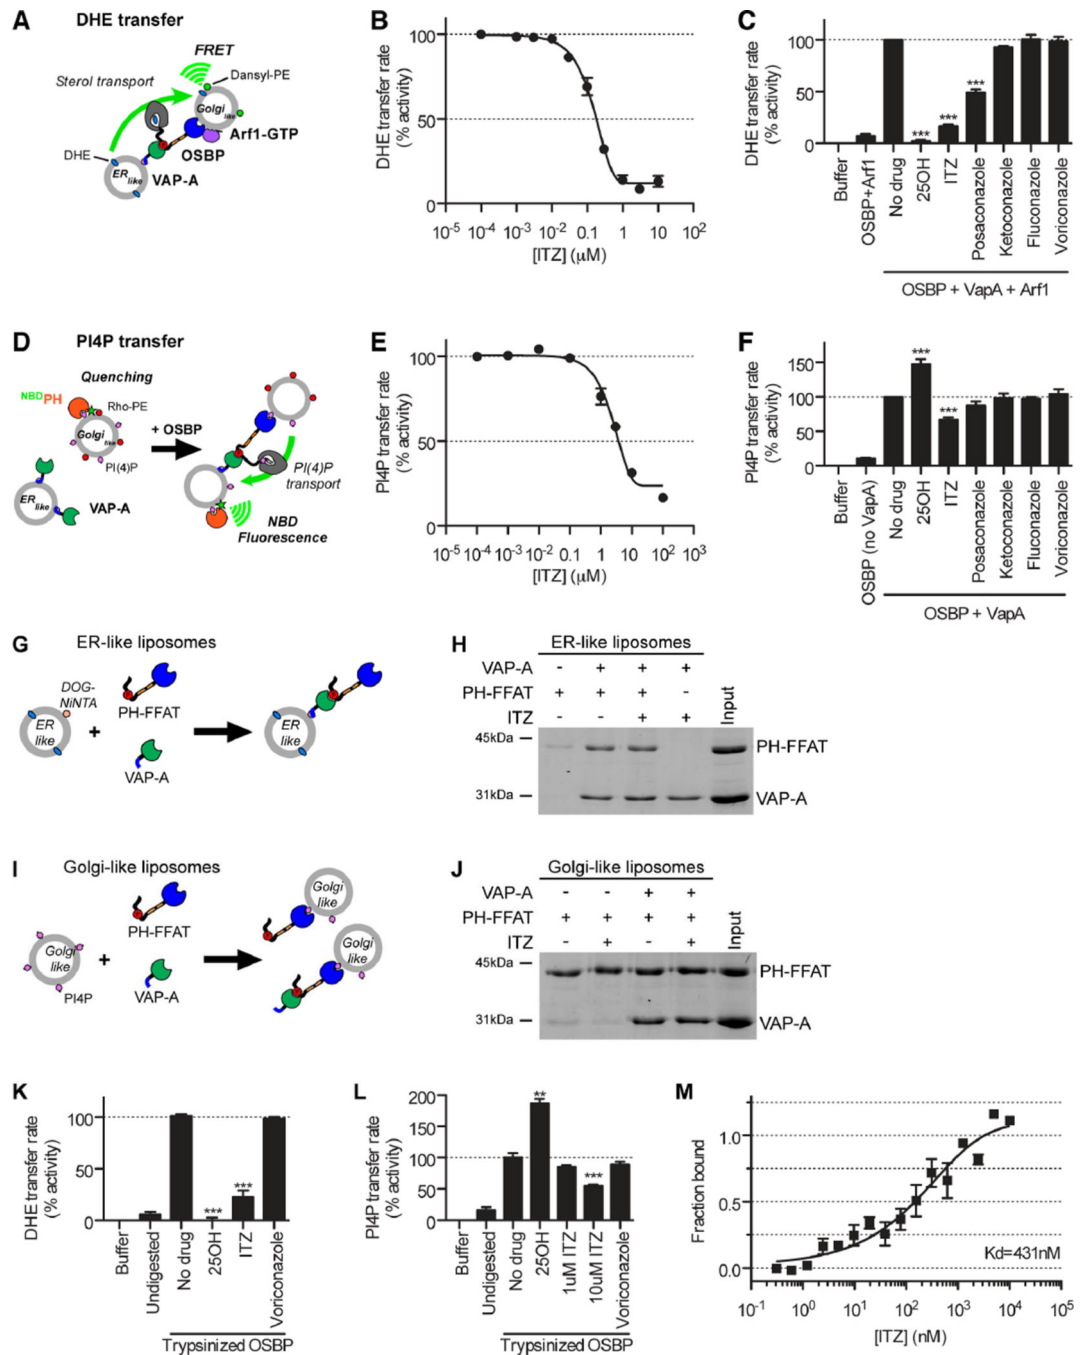 A DHE transfer
FRET
Sterol transport
Dansyl-PE
Golgi like
Arf1-GTP
OSBP
DHE
ER like
VAP-A
B
DHE transfer rate
(% activity)
100
50
0
10-5 10-4 10-3 10-2 0.1 1 10 10²
[ITZ] (μM)
C
DHE transfer rate
(% activity)
100
50
0
***
***
***
Buffer
OSBP+Arf1
No drug
25OH
ITZ
Posaconazole
Ketoconazole
Fluconazole
Voriconazole
OSBP + VapA + Arf1
D PI4P transfer
Quenching
NBDPH
Rho-PE
Golgi like
+ OSBP
PI(4)P
ER like
VAP-A
PI(4)P
transport
NBD
Fluorescence
E
PI4P transfer rate
(% activity)
100
50
0
10-5 10-4 10-3 10-2 0.1 1 10 10² 10³
[ITZ] (μM)
F
PI4P transfer rate
(% activity)
150
100
50
0
***
***
Buffer
OSBP (no VapA)
No drug
25OH
ITZ
Posaconazole
Ketoconazole
Fluconazole
Voriconazole
OSBP + VapA
G ER-like liposomes
DOG-
NiNTA
ER
like
+
PH-FFAT
VAP-A
ER
like
H ER-like liposomes
VAP-A - + + +
PH-FFAT + + + -
ITZ - - + +
Input
45kDa
PH-FFAT
31kDa
VAP-A
I Golgi-like liposomes
Golgi
like
PI4P
+
PH-FFAT
VAP-A
Golgi
like
Golgi
like
J Golgi-like liposomes
VAP-A - - + +
PH-FFAT + + + +
ITZ - + - +
Input
45kDa
PH-FFAT
31kDa
VAP-A
K
DHE transfer rate
(% activity)
100
50
0
***
***
Buffer
Undigested
No drug
25OH
ITZ
Voriconazole
Trypsinized OSBP
L
PI4P transfer rate
(% activity)
200
150
100
50
0
**
***
Buffer
Undigested
No drug
25OH
1uM ITZ
10uM ITZ
Voriconazole
Trypsinized OSBP
M
Fraction bound
1.0
0.5
0.0
Kd=431nM
10-1 10⁰ 10¹ 10² 10³ 10⁴ 10⁵
[ITZ] (nM)